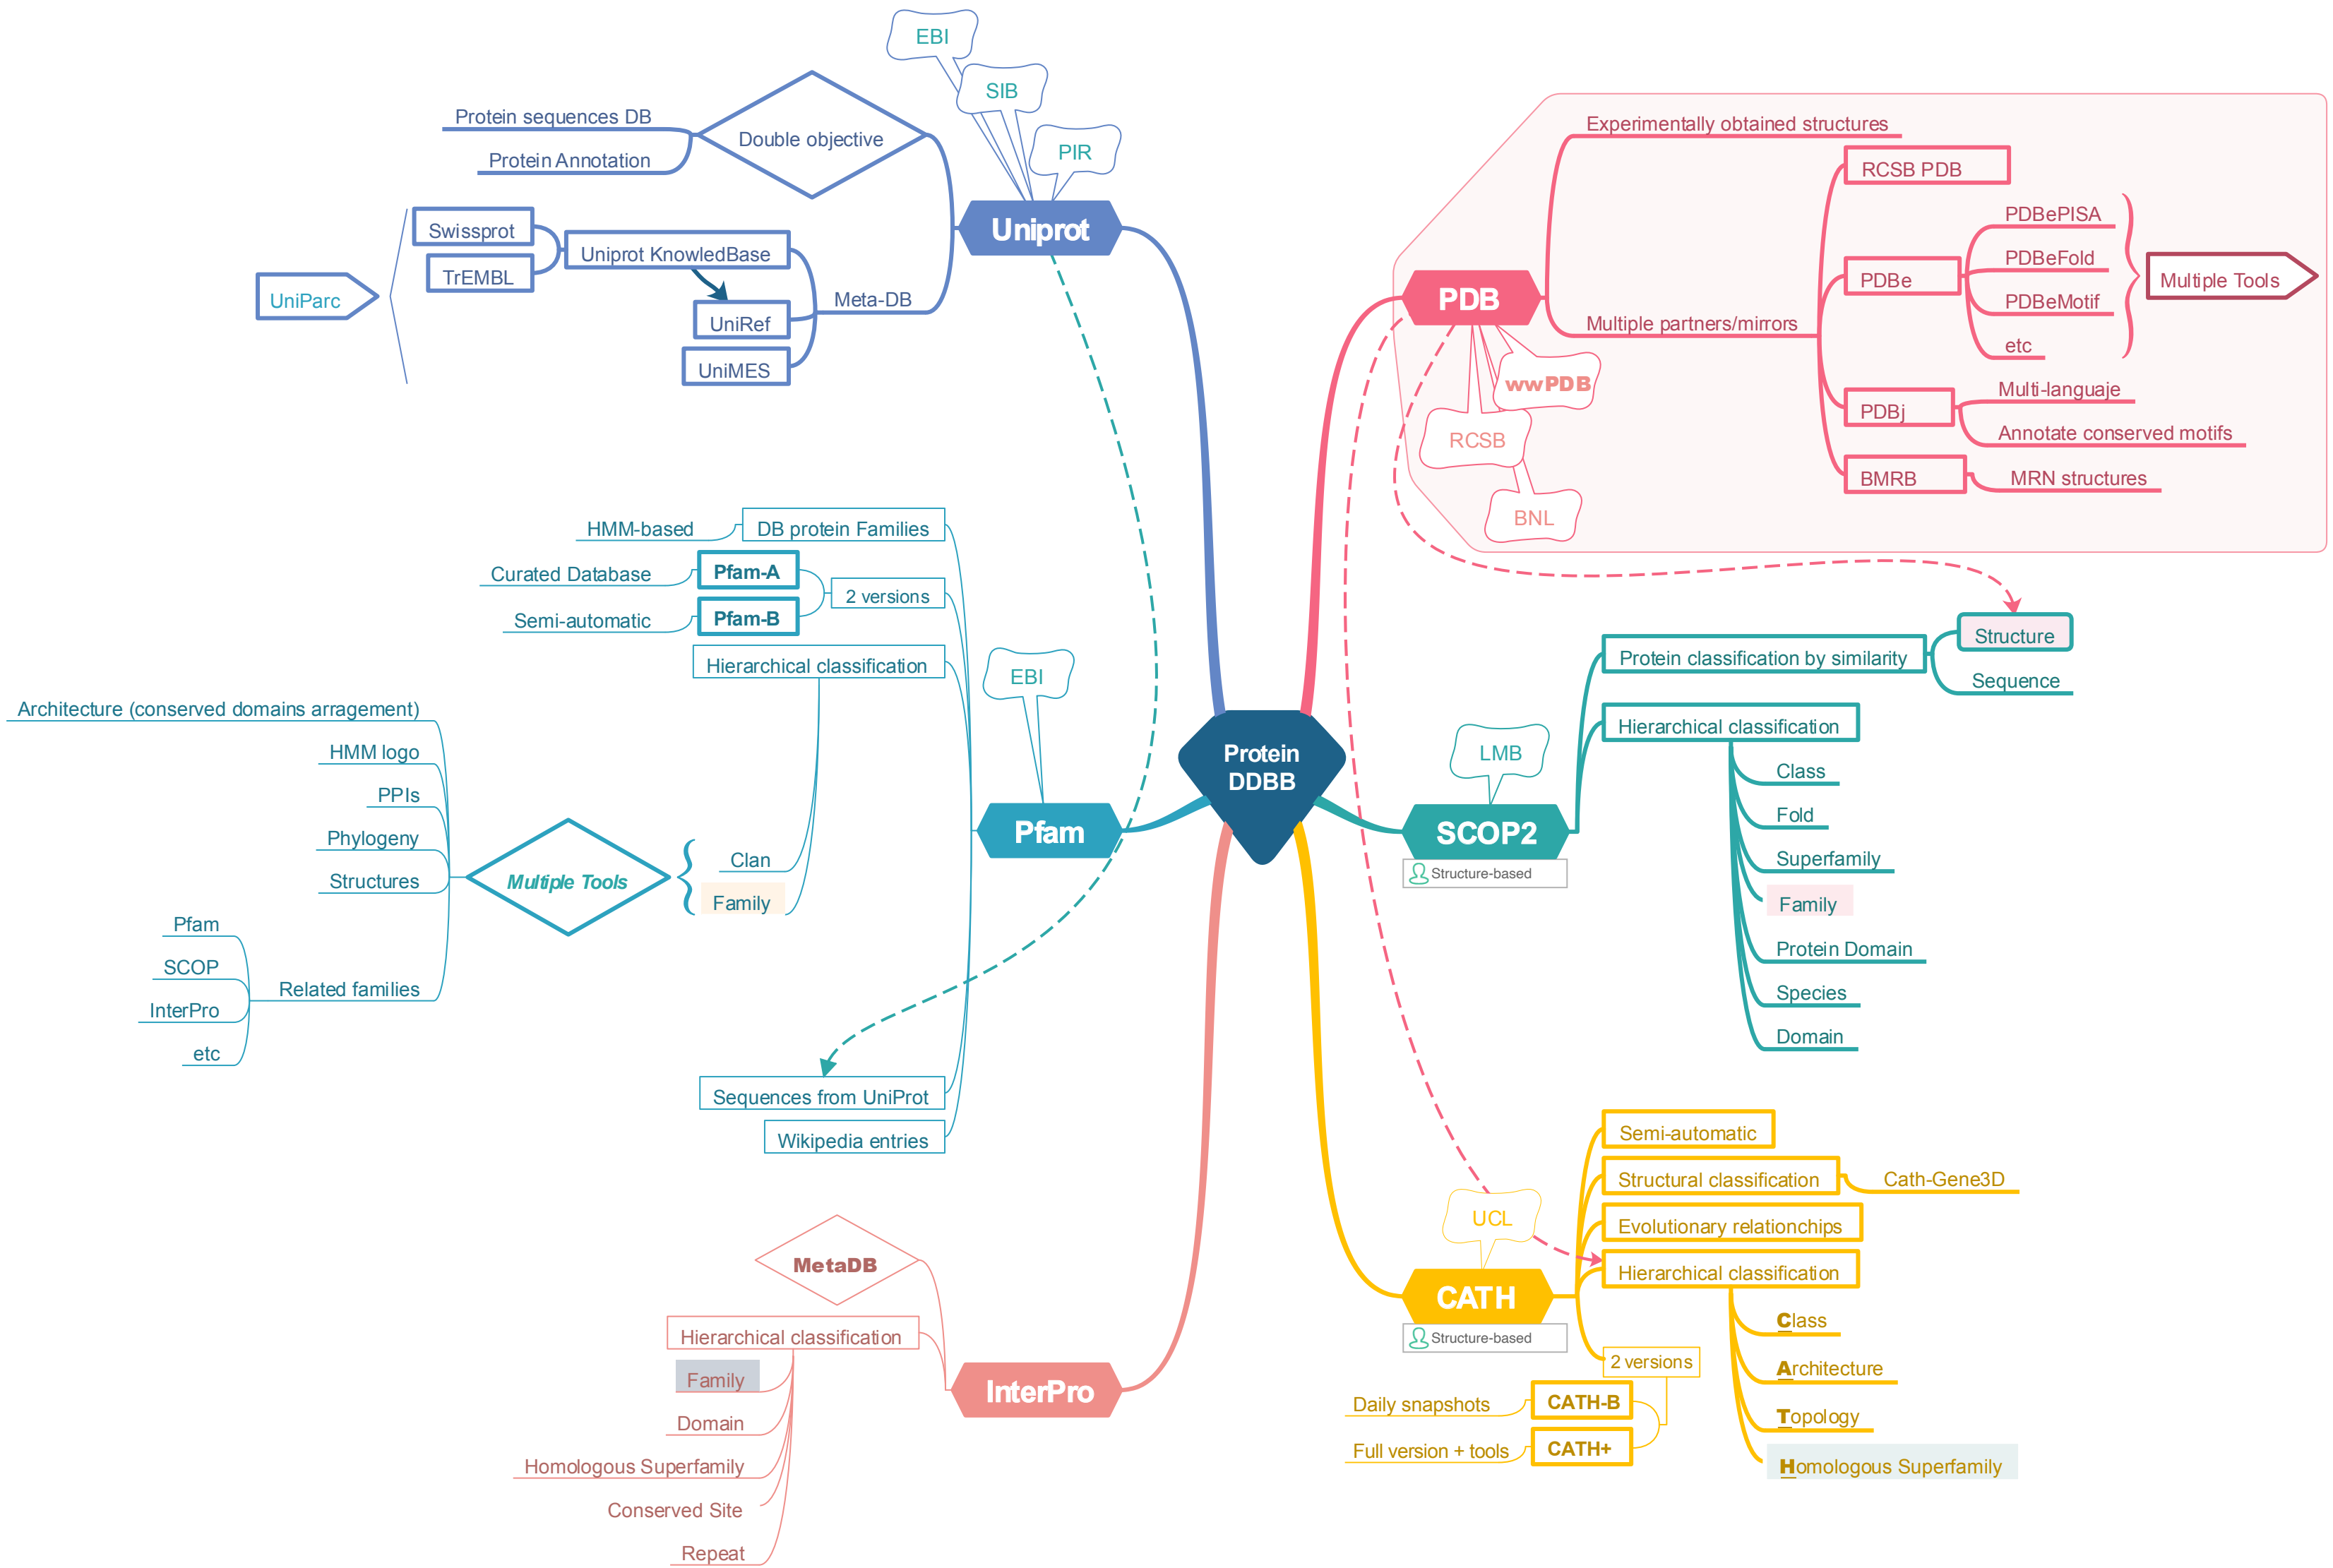 EBI
SIB
PIR
Uniprot
Double objective
Protein sequences DB
Protein Annotation
Meta-DB
Uniprot KnowledBase
Swissprot
TrEMBL
UniRef
UniMES
UniParc
PDB
Experimentally obtained structures
Multiple partners/mirrors
RCSB PDB
PDBe
PDBePISA
PDBeFold
PDBeMotif
etc
Multiple Tools
PDBj
Multi-languaje
Annotate conserved motifs
BMRB
MRN structures
wwPDB
RCSB
BNL
Protein
DDBB
Pfam
EBI
DB protein Families
HMM-based
2 versions
Pfam-A
Curated Database
Pfam-B
Semi-automatic
Hierarchical classification
Clan
Family
Multiple Tools
Architecture (conserved domains arragement)
HMM logo
PPIs
Phylogeny
Structures
Related families
Pfam
SCOP
InterPro
etc
Sequences from UniProt
Wikipedia entries
SCOP2
LMB
Structure-based
Protein classification by similarity
Structure
Sequence
Hierarchical classification
Class
Fold
Superfamily
Family
Protein Domain
Species
Domain
InterPro
MetaDB
Hierarchical classification
Family
Domain
Homologous Superfamily
Conserved Site
Repeat
CATH
UCL
Structure-based
Semi-automatic
Structural classification
Cath-Gene3D
Evolutionary relationchips
Hierarchical classification
Class
Architecture
Topology
Homologous Superfamily
2 versions
CATH-B
Daily snapshots
CATH+
Full version + tools